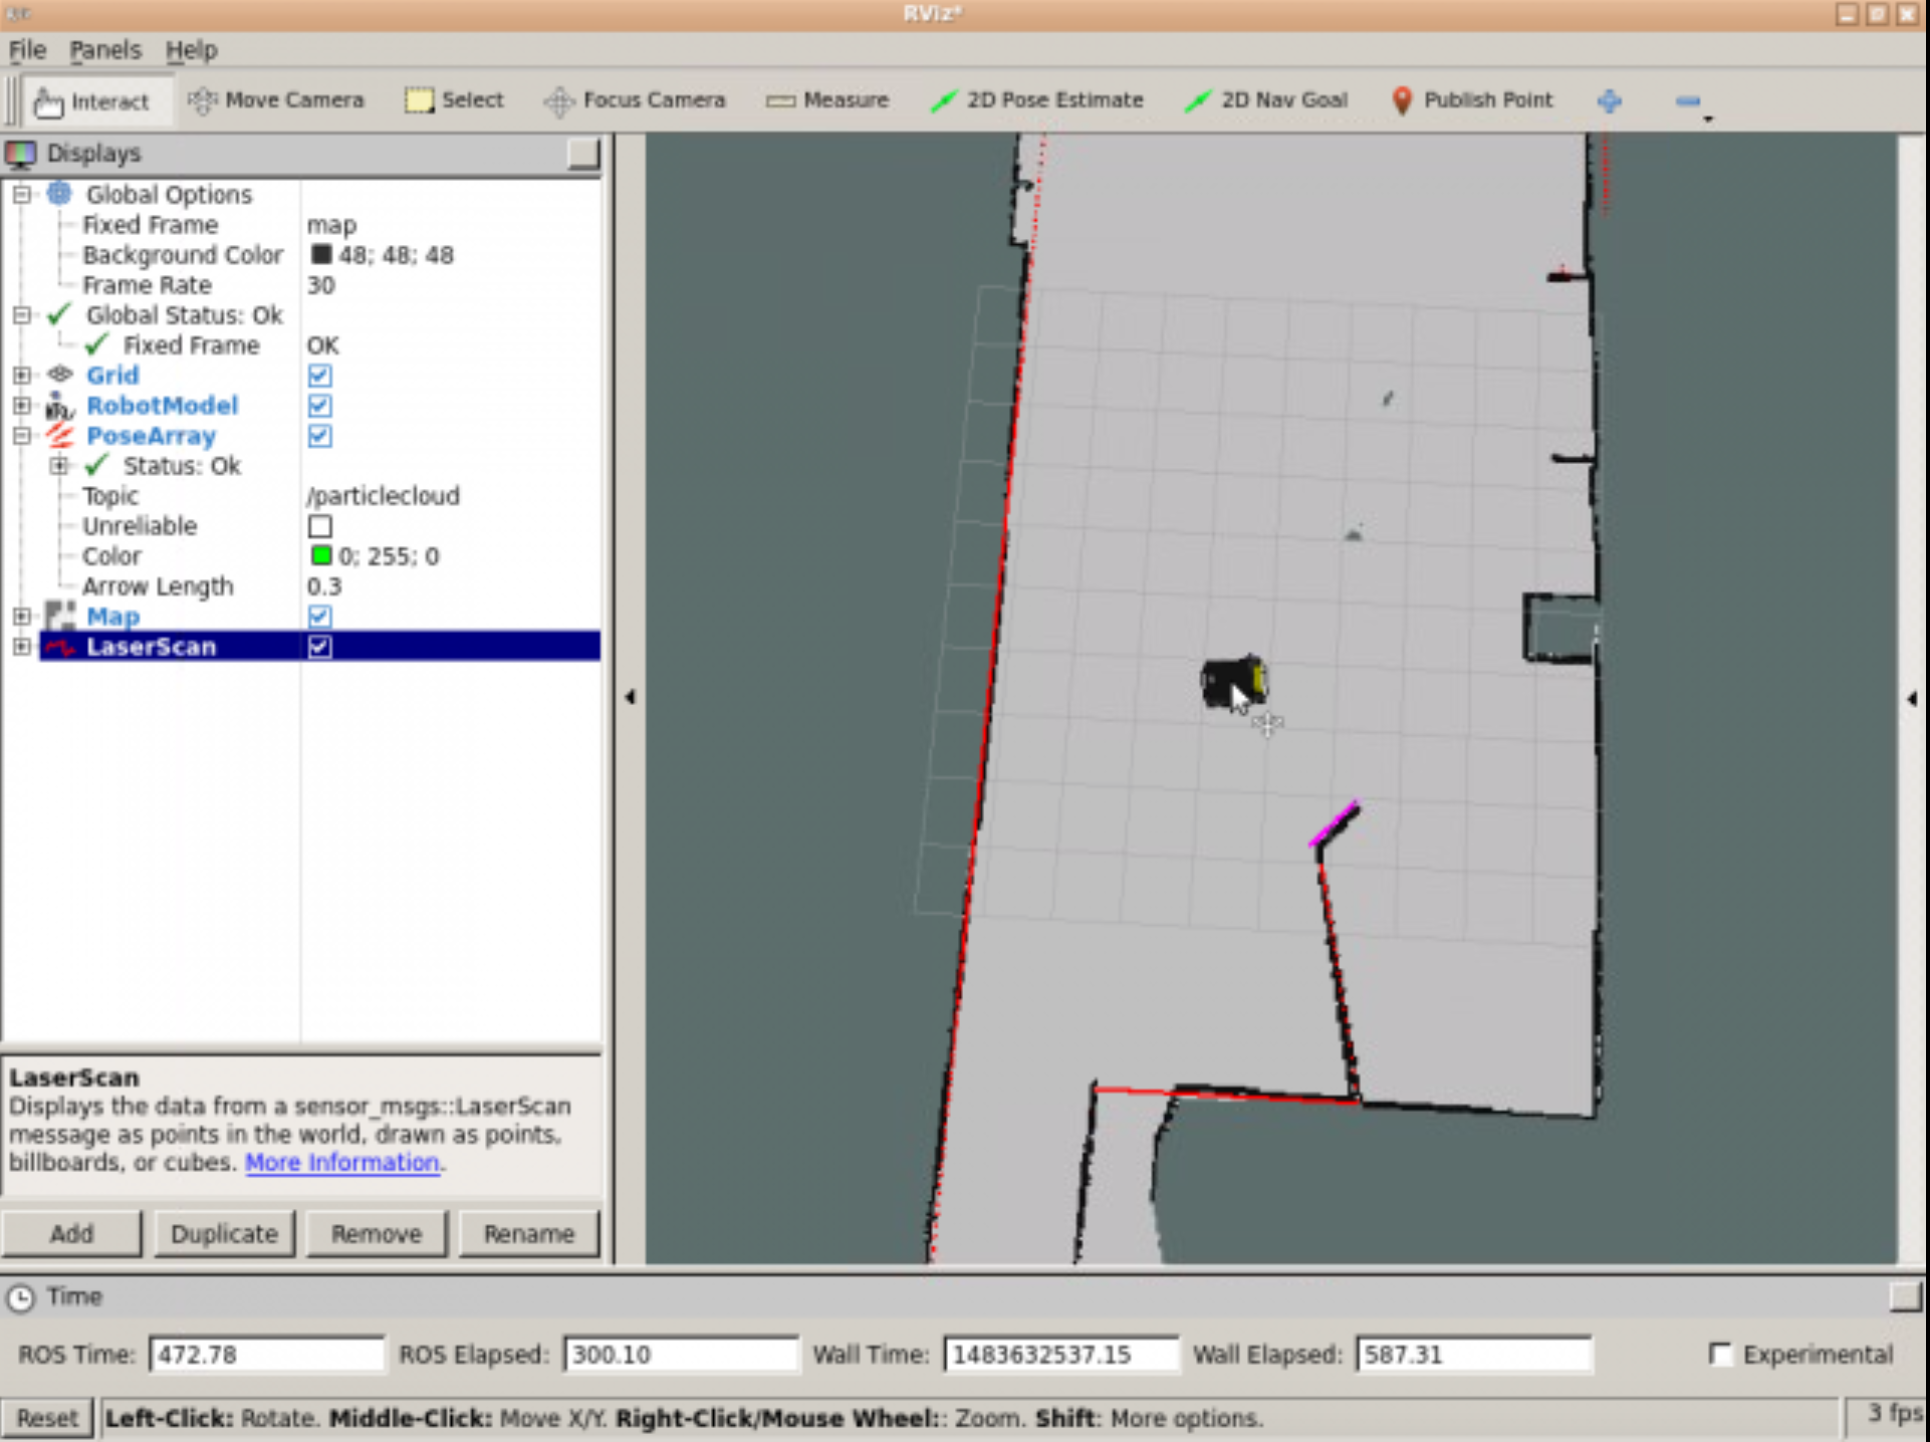 RViz*
File Panels Help
Interact Move Camera Select Focus Camera Measure 2D Pose Estimate 2D Nav Goal Publish Point
Displays
Global Options
Fixed Frame map
Background Color 48; 48; 48
Frame Rate 30
Global Status: Ok
Fixed Frame OK
Grid
RobotModel
PoseArray
Status: Ok
Topic /particlecloud
Unreliable
Color 0; 255; 0
Arrow Length 0.3
Map
LaserScan
LaserScan
Displays the data from a sensor_msgs::LaserScan
message as points in the world, drawn as points,
billboards, or cubes. More Information.
Add Duplicate Remove Rename
Time
ROS Time: 472.78 ROS Elapsed: 300.10 Wall Time: 1483632537.15 Wall Elapsed: 587.31 Experimental
Reset Left-Click: Rotate. Middle-Click: Move X/Y. Right-Click/Mouse Wheel:: Zoom. Shift: More options. 3 fps